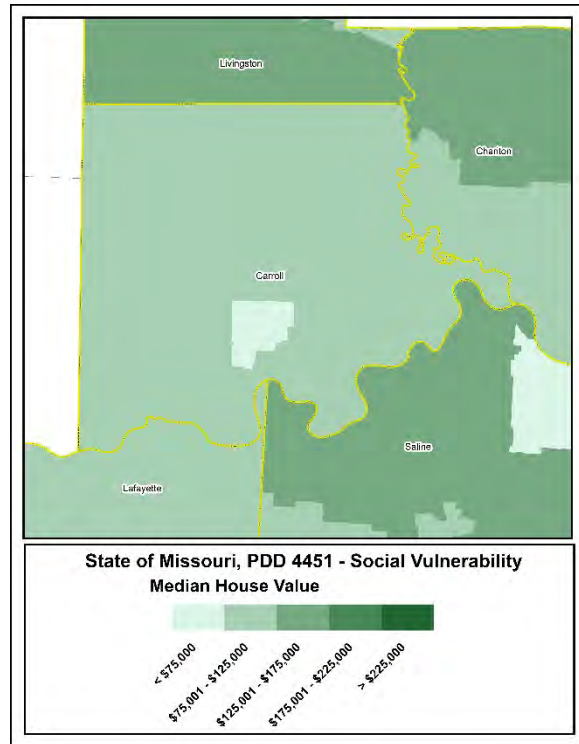 Livingston
Chariton
Carroll
Saline
Lafayette
State of Missouri, PDD 4451 - Social Vulnerability
Median House Value
< $75,000
$75,001 - $125,000
$125,001 - $175,000
$175,001 - $225,000
> $225,000